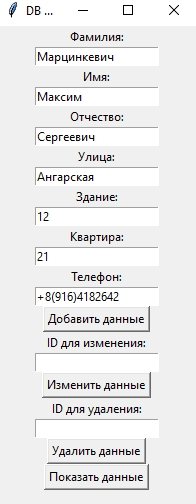 DB ...
Фамилия:
Марцинкевич
Имя:
Максим
Отчество:
Сергеевич
Улица:
Ангарская
Здание:
12
Квартира:
21
Телефон:
+8(916)4182642
Добавить данные
ID для изменения:
Изменить данные
ID для удаления:
Удалить данные
Показать данные